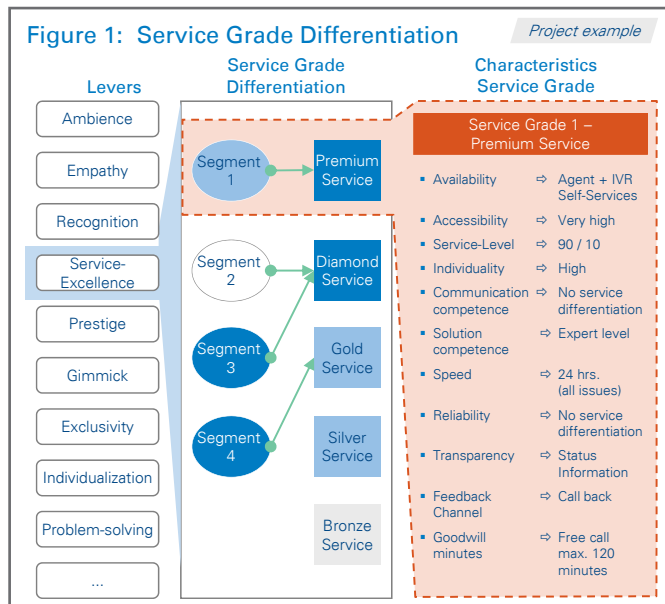 Figure 1: Service Grade Differentiation
Project example
Levers
Ambience
Empathy
Recognition
Service-
Excellence
Prestige
Gimmick
Exclusivity
Individualization
Problem-solving
...
Service Grade
Differentiation
Segment
1
Premium
Service
Segment
2
Diamond
Service
Segment
3
Gold
Service
Segment
4
Silver
Service
Bronze
Service
Characteristics
Service Grade
Service Grade 1 –
Premium Service
▪ Availability ⇨ Agent + IVR
Self-Services
▪ Accessibility ⇨ Very high
▪ Service-Level ⇨ 90 / 10
▪ Individuality ⇨ High
▪ Communication ⇨ No service
competence differentiation
▪ Solution ⇨ Expert level
competence
▪ Speed ⇨ 24 hrs.
(all issues)
▪ Reliability ⇨ No service
differentiation
▪ Transparency ⇨ Status
Information
▪ Feedback ⇨ Call back
Channel
▪ Goodwill ⇨ Free call
minutes max. 120
minutes